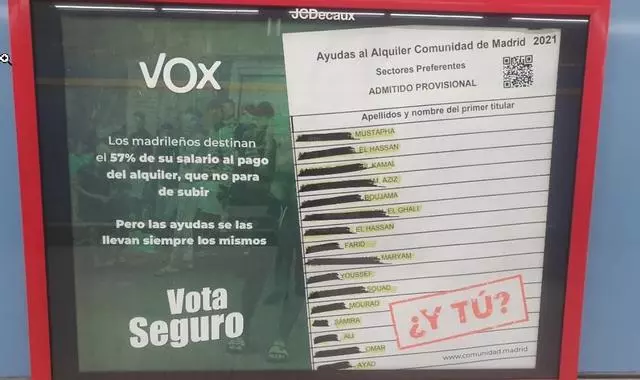 JCDecaux
VOX
Los madrileños destinan
el 57% de su salario al pago
del alquiler, que no para
de subir
Pero las ayudas se las
llevan siempre los mismos
Vota
Seguro
Ayudas al Alquiler Comunidad de Madrid 2021
Sectores Preferentes
ADMITIDO PROVISIONAL
Apellidos y nombre del primer titular
MUSTAPHA
EL HASSAN
KAMAL
AZIZ
BOUJAMA
EL GHALI
EL HASSAN
FARID
MARYAM
YOUSSEF
SOUAD
MOURAD
SAMIRA
ALI
OMAR
AYAD
¿Y TÚ?
www.comunidad.madrid